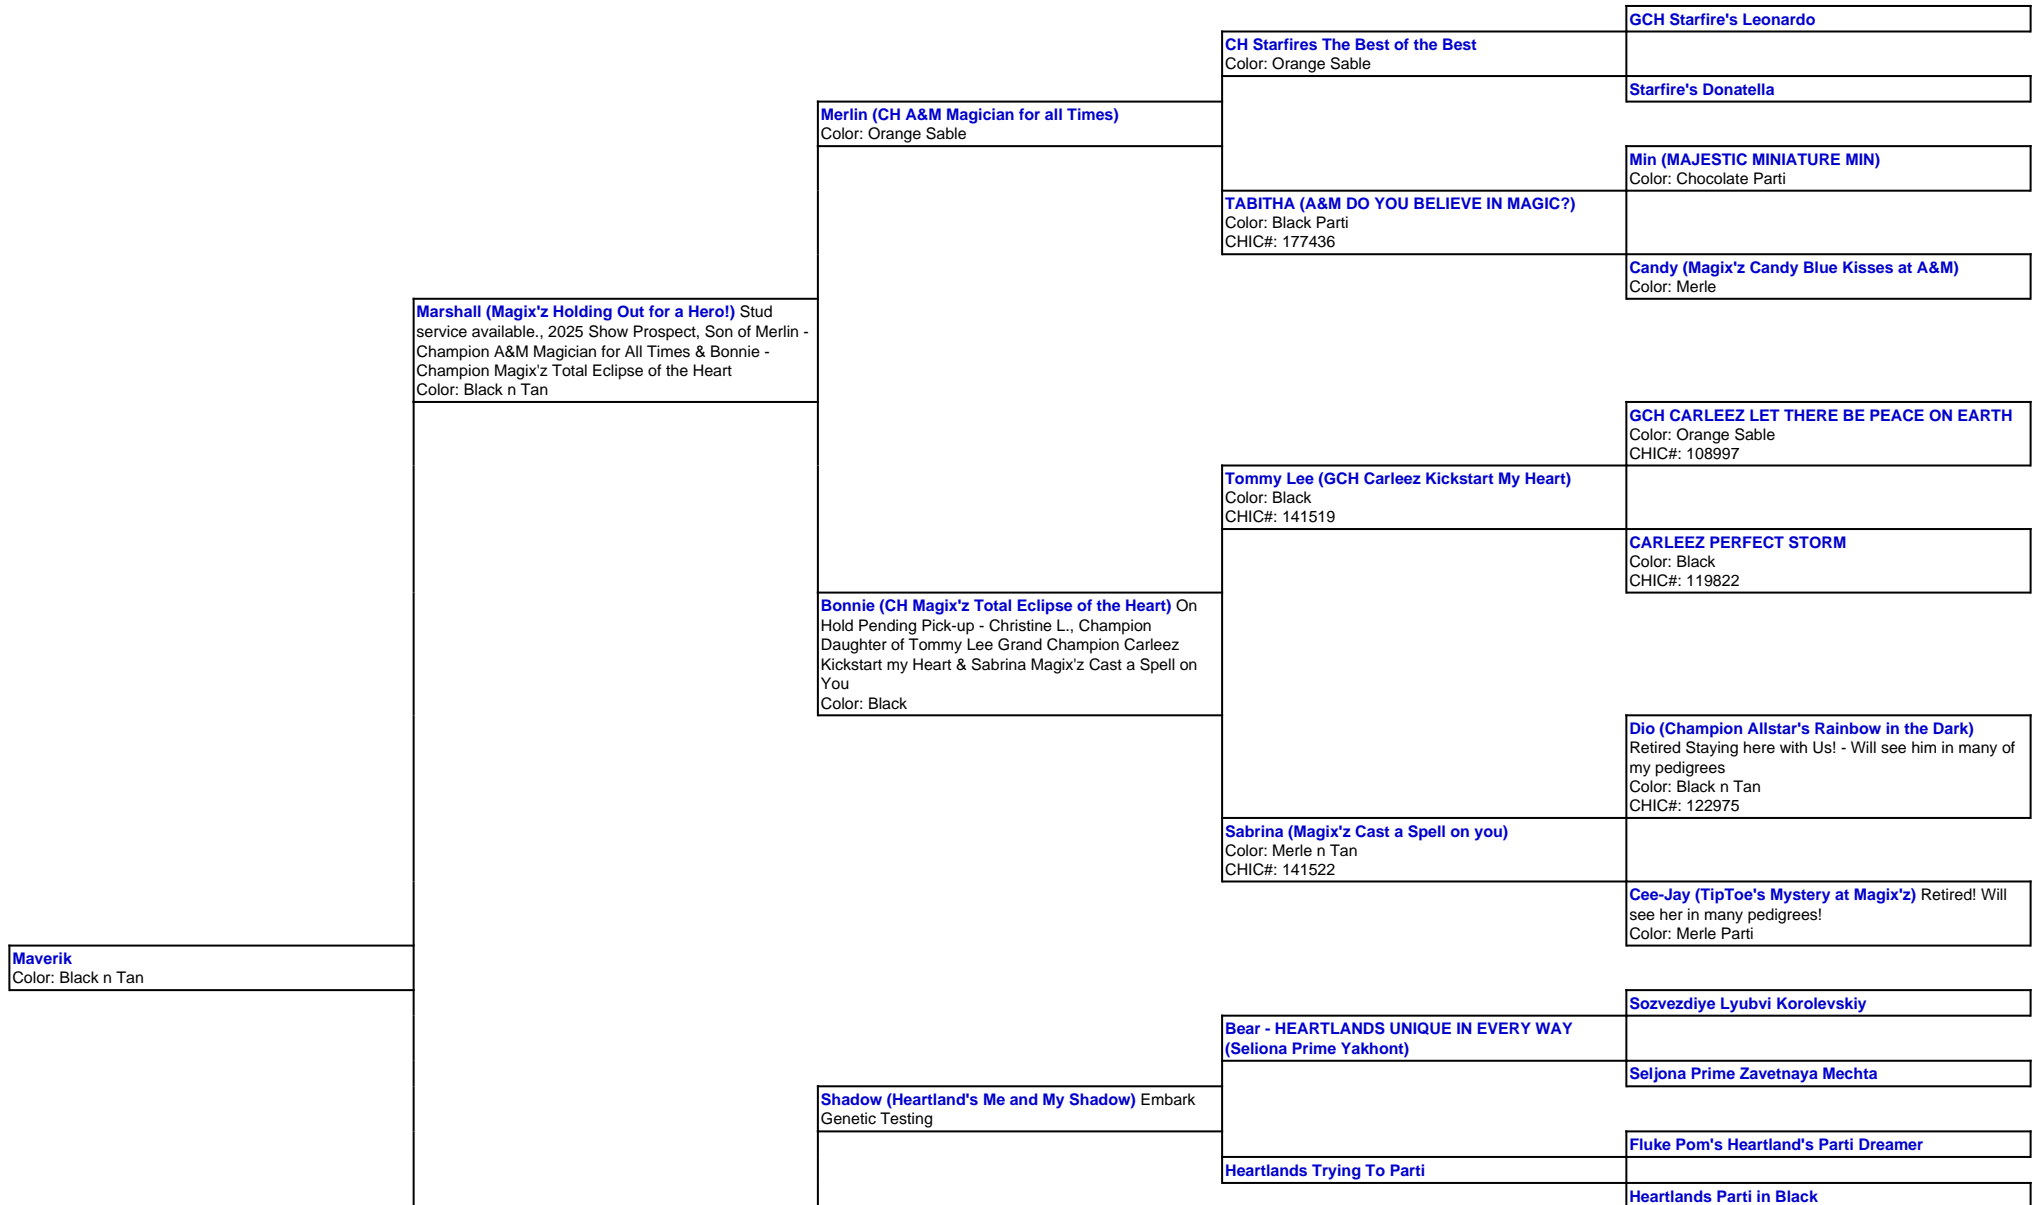 GCH Starfire's Leonardo
CH Starfires The Best of the Best
Color: Orange Sable
Starfire's Donatella
Merlin (CH A&M Magician for all Times)
Color: Orange Sable
Min (MAJESTIC MINIATURE MIN)
Color: Chocolate Parti
TABITHA (A&M DO YOU BELIEVE IN MAGIC?)
Color: Black Parti
CHIC#: 177436
Candy (Magix'z Candy Blue Kisses at A&M)
Color: Merle
Marshall (Magix'z Holding Out for a Hero!) Stud
service available., 2025 Show Prospect, Son of Merlin -
Champion A&M Magician for All Times & Bonnie -
Champion Magix'z Total Eclipse of the Heart
Color: Black n Tan
GCH CARLEEZ LET THERE BE PEACE ON EARTH
Color: Orange Sable
CHIC#: 108997
Tommy Lee (GCH Carleez Kickstart My Heart)
Color: Black
CHIC#: 141519
CARLEEZ PERFECT STORM
Color: Black
CHIC#: 119822
Bonnie (CH Magix'z Total Eclipse of the Heart) On
Hold Pending Pick-up - Christine L., Champion
Daughter of Tommy Lee Grand Champion Carleez
Kickstart my Heart & Sabrina Magix'z Cast a Spell on
You
Color: Black
Dio (Champion Allstar's Rainbow in the Dark)
Retired Staying here with Us! - Will see him in many of
my pedigrees
Color: Black n Tan
CHIC#: 122975
Sabrina (Magix'z Cast a Spell on you)
Color: Merle n Tan
CHIC#: 141522
Cee-Jay (TipToe's Mystery at Magix'z) Retired! Will
see her in many pedigrees!
Color: Merle Parti
Maverik
Color: Black n Tan
Sozvezdiye Lyubvi Korolevskiy
Bear - HEARTLANDS UNIQUE IN EVERY WAY
(Seliona Prime Yakhont)
Seljona Prime Zavetnaya Mechta
Shadow (Heartland's Me and My Shadow) Embark
Genetic Testing
Fluke Pom's Heartland's Parti Dreamer
Heartlands Trying To Parti
Heartlands Parti in Black